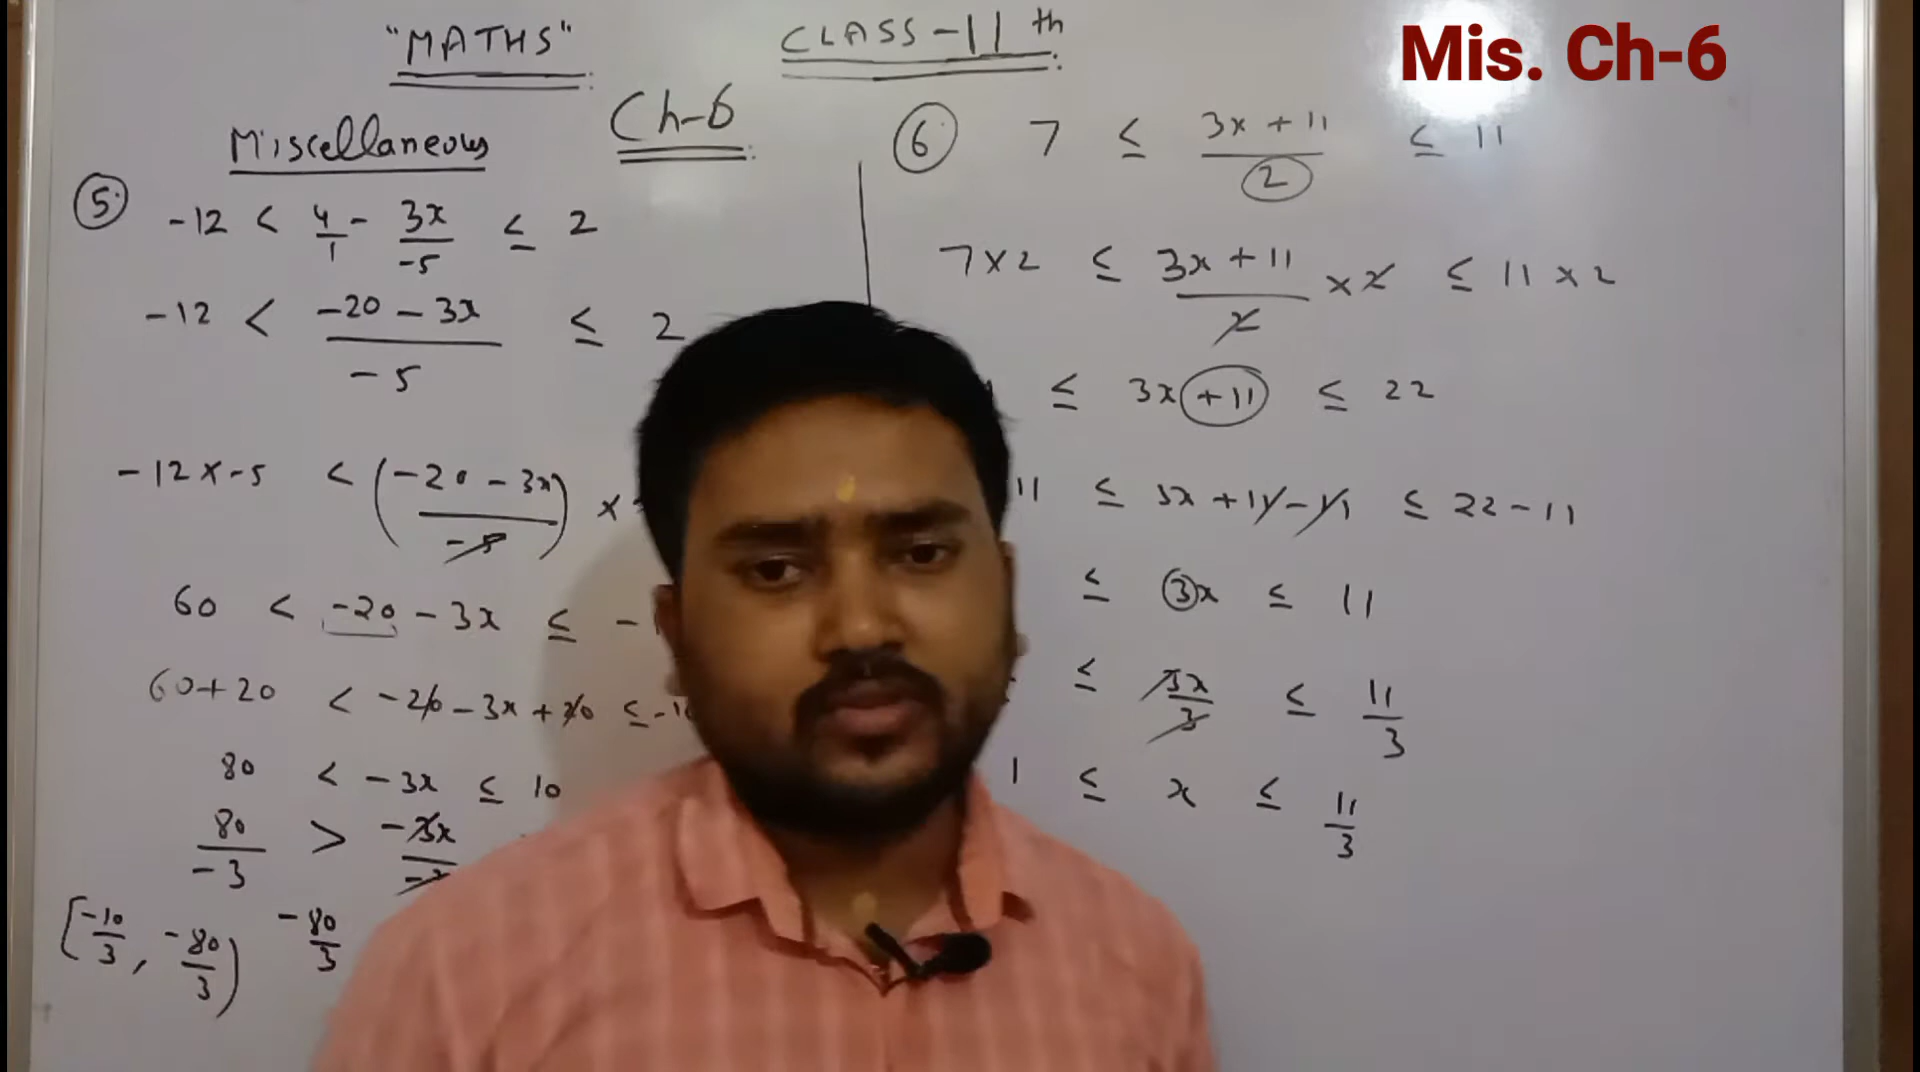 "MATHS"
CLASS-11th
Mis. Ch-6
Ch-6
Miscellaneous
5. -12 < 4/1 - 3x/-5 ≤ 2
-12 < (-20 - 3x)/-5 ≤ 2
-12 x -5 < ((-20 - 3x)/-5) x
60 < -20 - 3x ≤ -
60+20 < -20 - 3x + 20 ≤ -10
80 < -3x ≤ 10
80/-3 > -3x/-3
[-10/3, -80/3) -80/3
6 7 ≤ (3x + 11)/2 ≤ 11
7 x 2 ≤ (3x + 11)/2 x 2 ≤ 11 x 2
≤ 3x + 11 ≤ 22
11 ≤ 3x + 11 - 11 ≤ 22 - 11
≤ 3x ≤ 11
≤ 3x/3 ≤ 11/3
1 ≤ x ≤ 11/3